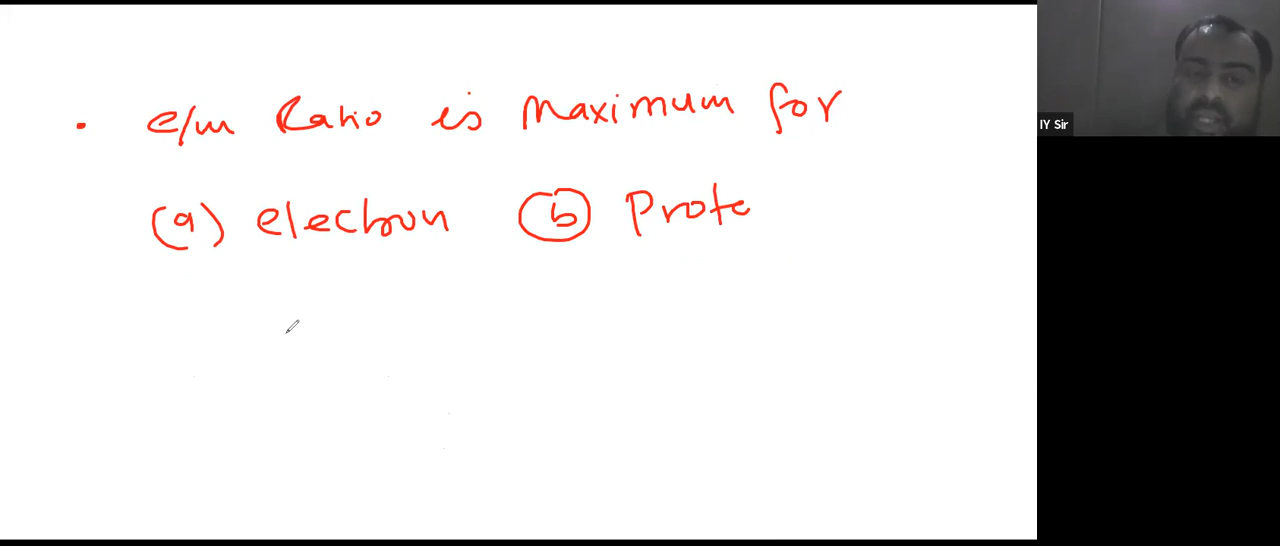 . e/m Ratio is Maximum for
(a) electron (b) Prote
IY Sir